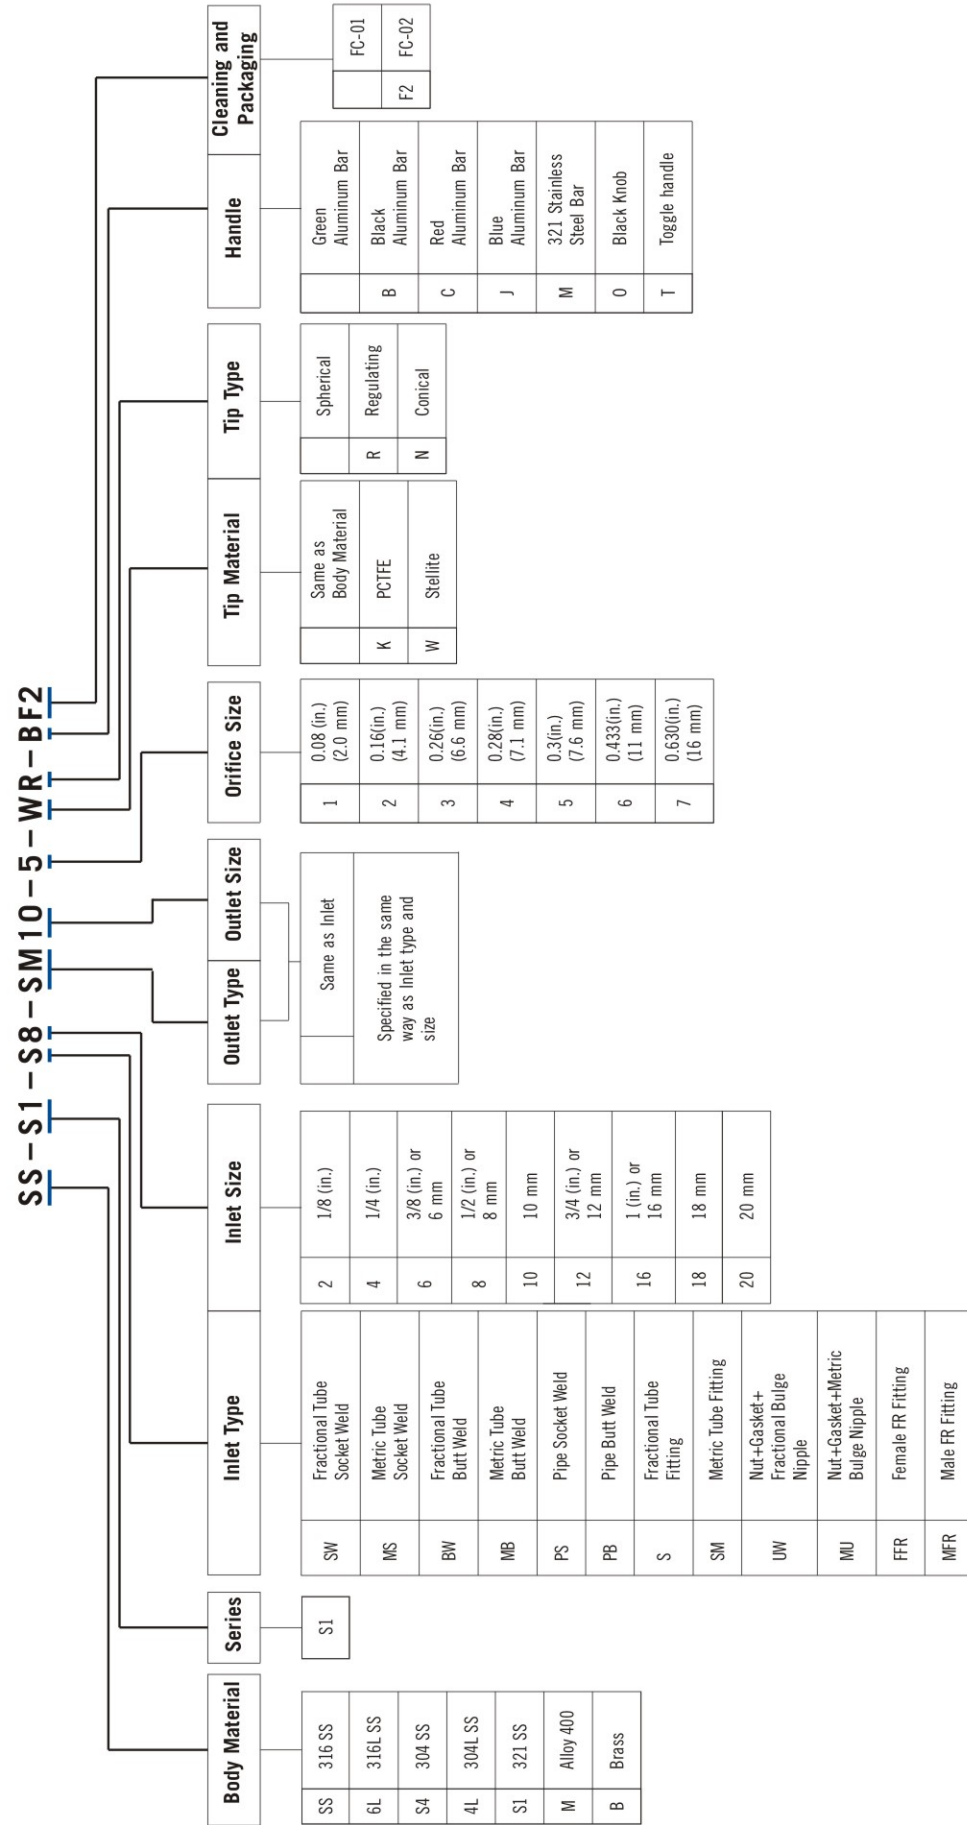 SS–S1–S8–SM10–5–WR–BF2
Body Material
SS 316 SS
6L 316L SS
S4 304 SS
4L 304L SS
S1 321 SS
M Alloy 400
B Brass
Series
S1
Inlet Type
SW Fractional Tube
Socket Weld
MS Metric Tube
Socket Weld
BW Fractional Tube
Butt Weld
MB Metric Tube
Butt Weld
PS Pipe Socket Weld
PB Pipe Butt Weld
S Fractional Tube
Fitting
SM Metric Tube Fitting
UW Nut+Gasket+
Fractional Bulge
Nipple
MU Nut+Gasket+Metric
Bulge Nipple
FFR Female FR Fitting
MFR Male FR Fitting
Inlet Size
2 1/8 (in.)
4 1/4 (in.)
6 3/8 (in.) or
6 mm
8 1/2 (in.) or
8 mm
10 10 mm
12 3/4 (in.) or
12 mm
16 1 (in.) or
16 mm
18 18 mm
20 20 mm
Outlet Type
Outlet Size
Same as Inlet
Specified in the same
way as Inlet type and
size
Orifice Size
1 0.08 (in.)
(2.0 mm)
2 0.16(in.)
(4.1 mm)
3 0.26(in.)
(6.6 mm)
4 0.28(in.)
(7.1 mm)
5 0.3(in.)
(7.6 mm)
6 0.433(in.)
(11 mm)
7 0.630(in.)
(16 mm)
Tip Material
Same as
Body Material
K PCTFE
W Stellite
Tip Type
Spherical
R Regulating
N Conical
Handle
Green
Aluminum Bar
B Black
Aluminum Bar
C Red
Aluminum Bar
J Blue
Aluminum Bar
M 321 Stainless
Steel Bar
O Black Knob
T Toggle handle
Cleaning and
Packaging
FC-01
F2 FC-02